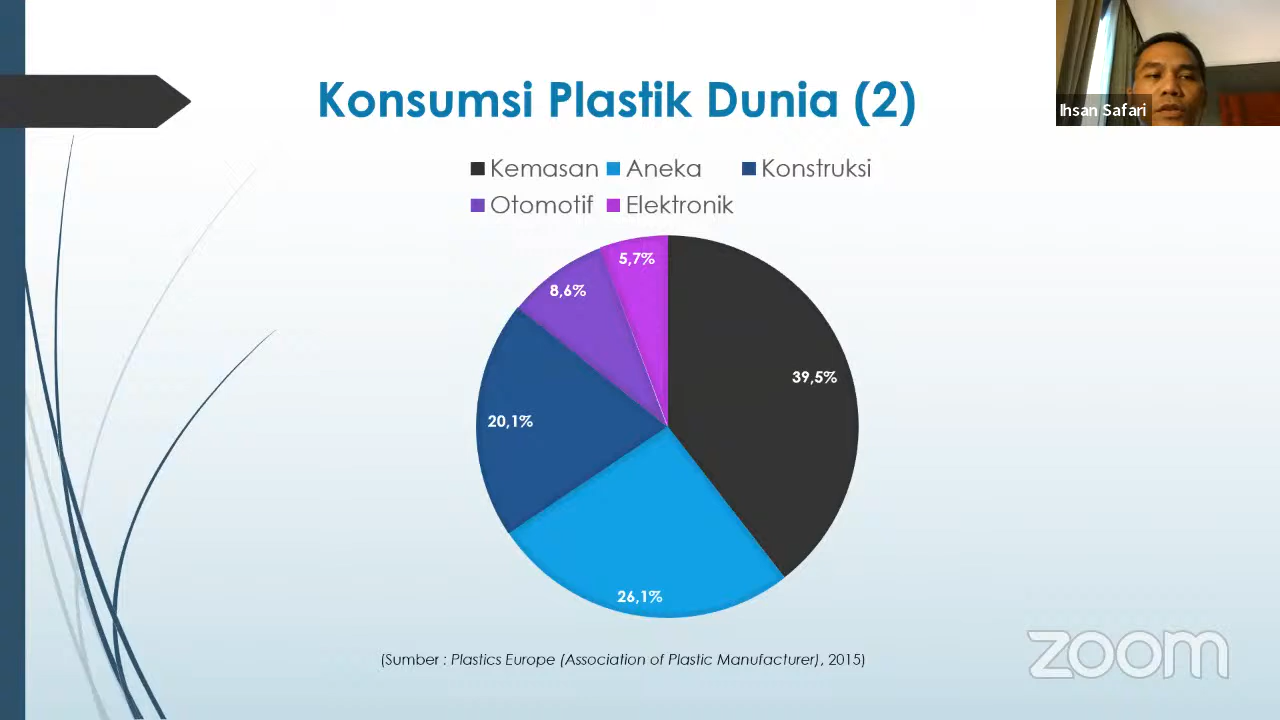 Konsumsi Plastik Dunia (2)
Ihsan Safari
Kemasan Aneka Konstruksi
Otomotif Elektronik
5,7%
8,6%
39,5%
20,1%
26,1%
(Sumber : Plastics Europe (Association of Plastic Manufacturer), 2015)
zoom